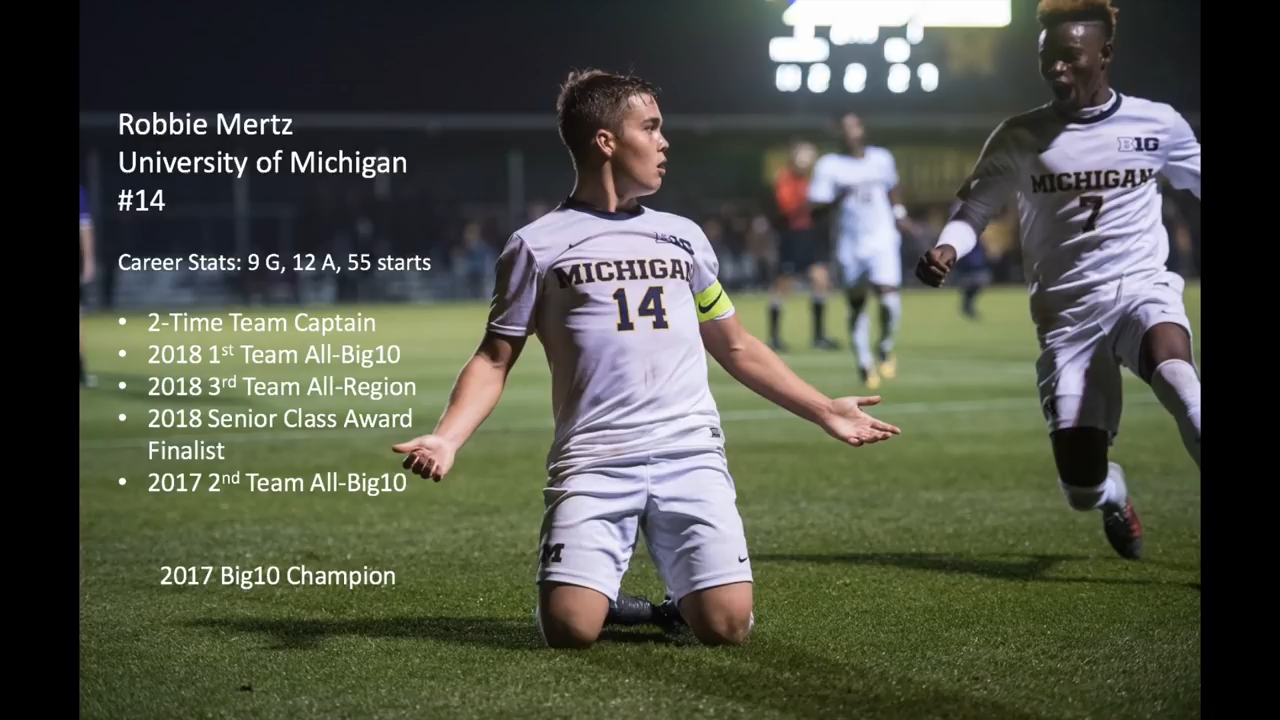 Robbie Mertz
University of Michigan
#14
Career Stats: 9 G, 12 A, 55 starts
• 2-Time Team Captain
• 2018 1st Team All-Big10
• 2018 3rd Team All-Region
• 2018 Senior Class Award
Finalist
• 2017 2nd Team All-Big10
2017 Big10 Champion
MICHIGAN
14
M
B1G
MICHIGAN
7